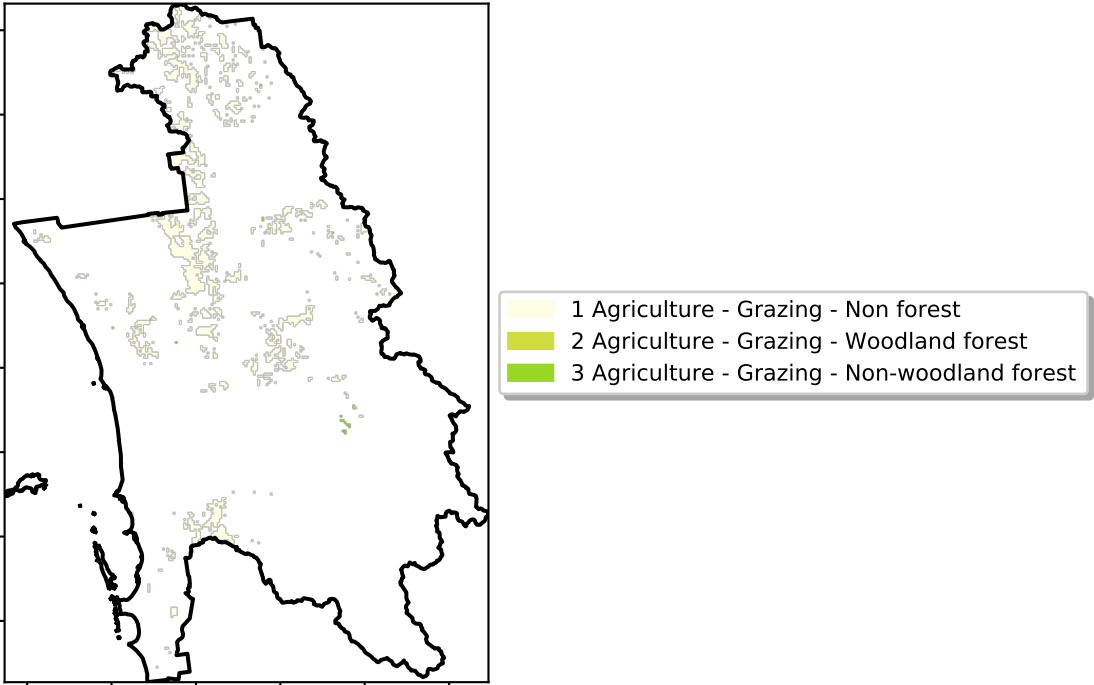 1 Agriculture - Grazing - Non forest
2 Agriculture - Grazing - Woodland forest
3 Agriculture - Grazing - Non-woodland forest